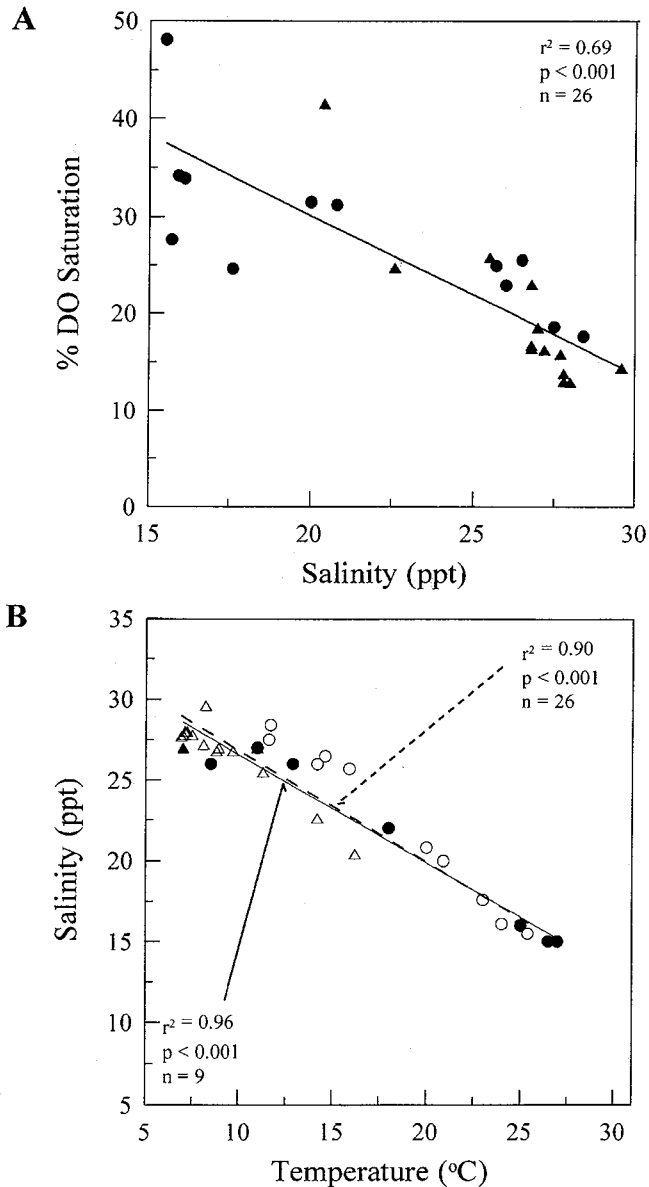 A
50
40
30
20
10
0
% DO Saturation
r² = 0.69
p < 0.001
n = 26
15
20
25
30
Salinity (ppt)
B
35
30
25
20
15
10
5
Salinity (ppt)
r² = 0.90
p < 0.001
n = 26
r² = 0.96
p < 0.001
n = 9
5
10
15
20
25
30
Temperature (ºC)